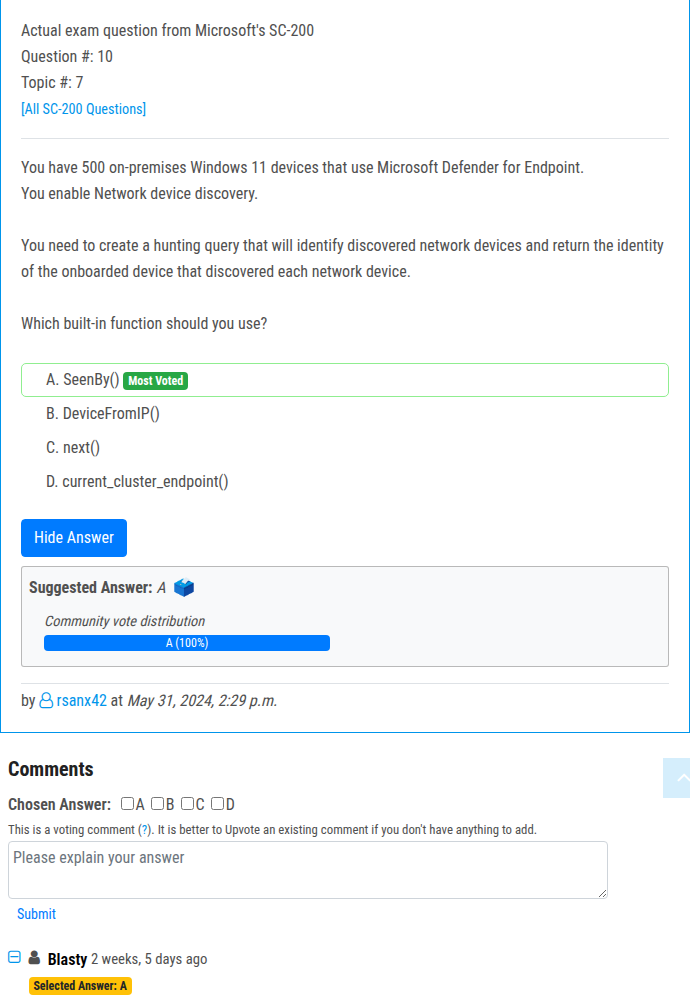 Actual exam question from Microsoft's SC-200
Question #: 10
Topic #: 7
[All SC-200 Questions]
You have 500 on-premises Windows 11 devices that use Microsoft Defender for Endpoint.
You enable Network device discovery.
You need to create a hunting query that will identify discovered network devices and return the identity
of the onboarded device that discovered each network device.
Which built-in function should you use?
A. SeenBy() Most Voted
B. DeviceFromIP()
C. next()
D. current_cluster_endpoint()
Hide Answer
Suggested Answer: A
Community vote distribution
A (100%)
by rsanx42 at May 31, 2024, 2:29 p.m.
Comments
Chosen Answer: A B C D
This is a voting comment (?). It is better to Upvote an existing comment if you don't have anything to add.
Please explain your answer
Submit
Blasty 2 weeks, 5 days ago
Selected Answer: A